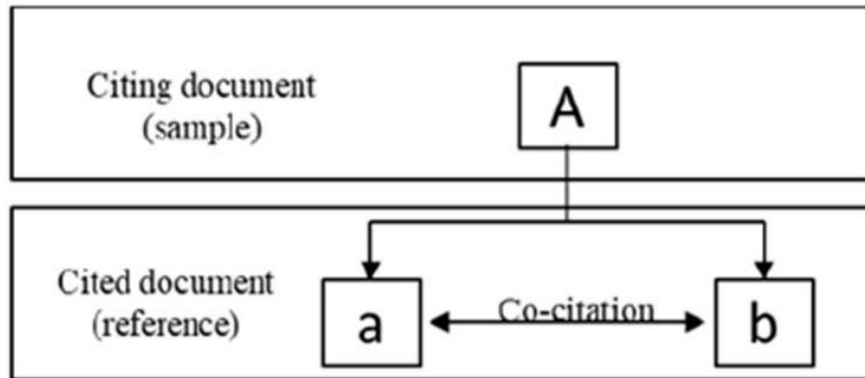 Citing document
(sample)
A
Cited document
(reference)
a
Co-citation
b